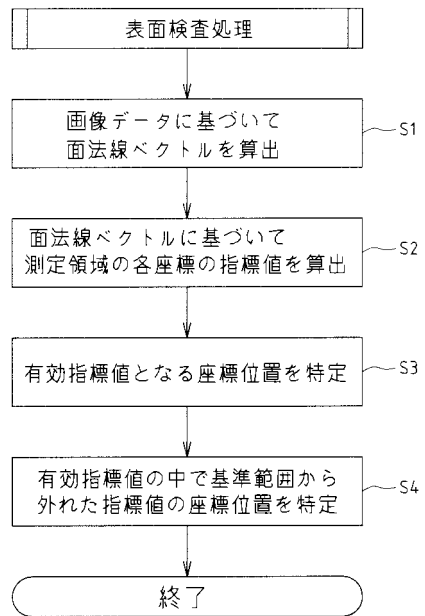 表面検査処理
画像データに基づいて
面法線ベクトルを算出
S1
面法線ベクトルに基づいて
測定領域の各座標の指標値を算出
S2
有効指標値となる座標位置を特定
S3
有効指標値の中で基準範囲から
外れた指標値の座標位置を特定
S4
終了